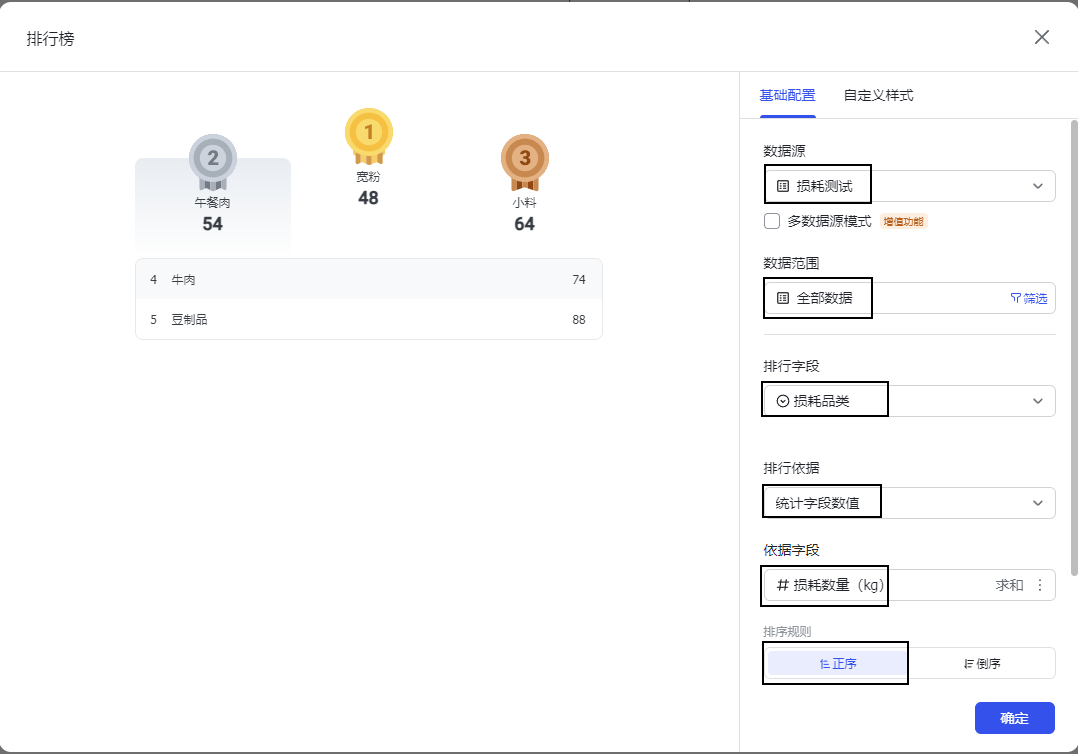 排行榜
2
午餐肉
54
1
宽粉
48
3
小料
64
4 牛肉 74
5 豆制品 88
基础配置 自定义样式
数据源
损耗测试
多数据源模式 增值功能
数据范围
全部数据 筛选
排行字段
损耗品类
排行依据
统计字段数值
依据字段
损耗数量（kg） 求和
排序规则
正序 倒序
确定